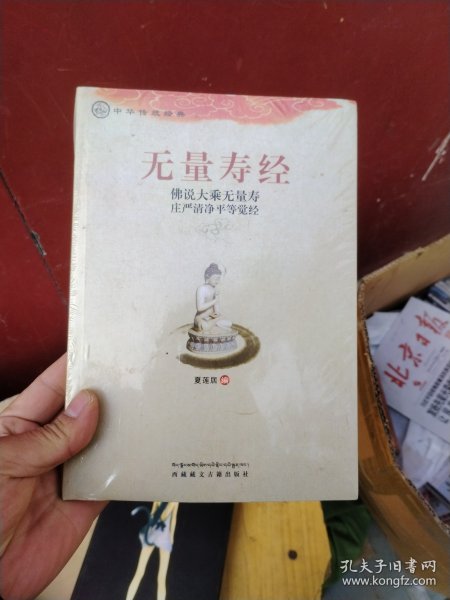 中华传统经典
无量寿经
佛说大乘无量寿
庄严清净平等觉经
夏莲居 编
西藏藏文古籍出版社
北京日报
孔夫子旧书网
www.kongfz.com